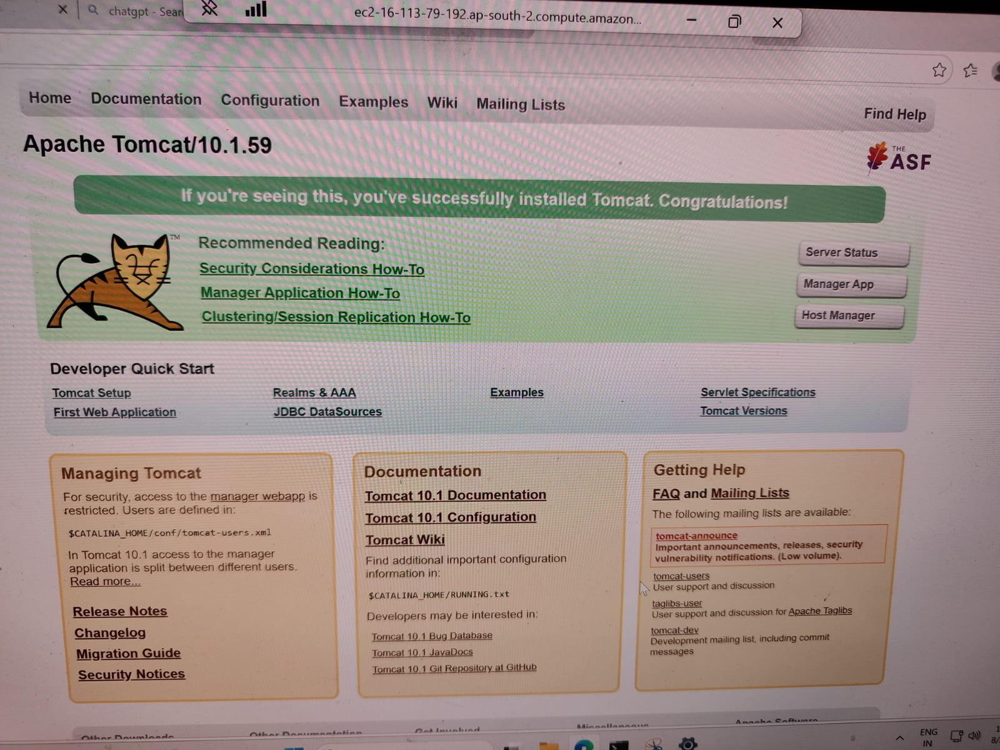 chatgpt - Sear
ec2-16-113-79-192.ap-south-2.compute.amazon...
Home Documentation Configuration Examples Wiki Mailing Lists
Find Help
Apache Tomcat/10.1.59
THE
ASF
If you're seeing this, you've successfully installed Tomcat. Congratulations!
TM
Recommended Reading:
Security Considerations How-To
Manager Application How-To
Clustering/Session Replication How-To
Server Status
Manager App
Host Manager
Developer Quick Start
Tomcat Setup
First Web Application
Realms & AAA
JDBC DataSources
Examples
Servlet Specifications
Tomcat Versions
Managing Tomcat
For security, access to the manager webapp is
restricted. Users are defined in:
$CATALINA_HOME/conf/tomcat-users.xml
In Tomcat 10.1 access to the manager
application is split between different users.
Read more...
Release Notes
Changelog
Migration Guide
Security Notices
Documentation
Tomcat 10.1 Documentation
Tomcat 10.1 Configuration
Tomcat Wiki
Find additional important configuration
information in:
$CATALINA_HOME/RUNNING.txt
Developers may be interested in:
Tomcat 10.1 Bug Database
Tomcat 10.1 JavaDocs
Tomcat 10.1 Git Repository at GitHub
Getting Help
FAQ and Mailing Lists
The following mailing lists are available:
tomcat-announce
Important announcements, releases, security
vulnerability notifications. (Low volume).
tomcat-users
User support and discussion
taglibs-user
User support and discussion for Apache Taglibs
tomcat-dev
Development mailing list, including commit
messages
Other Downloads
Other Documentation
Get Involved
Miscellaneous
Apache Software
ENG
IN